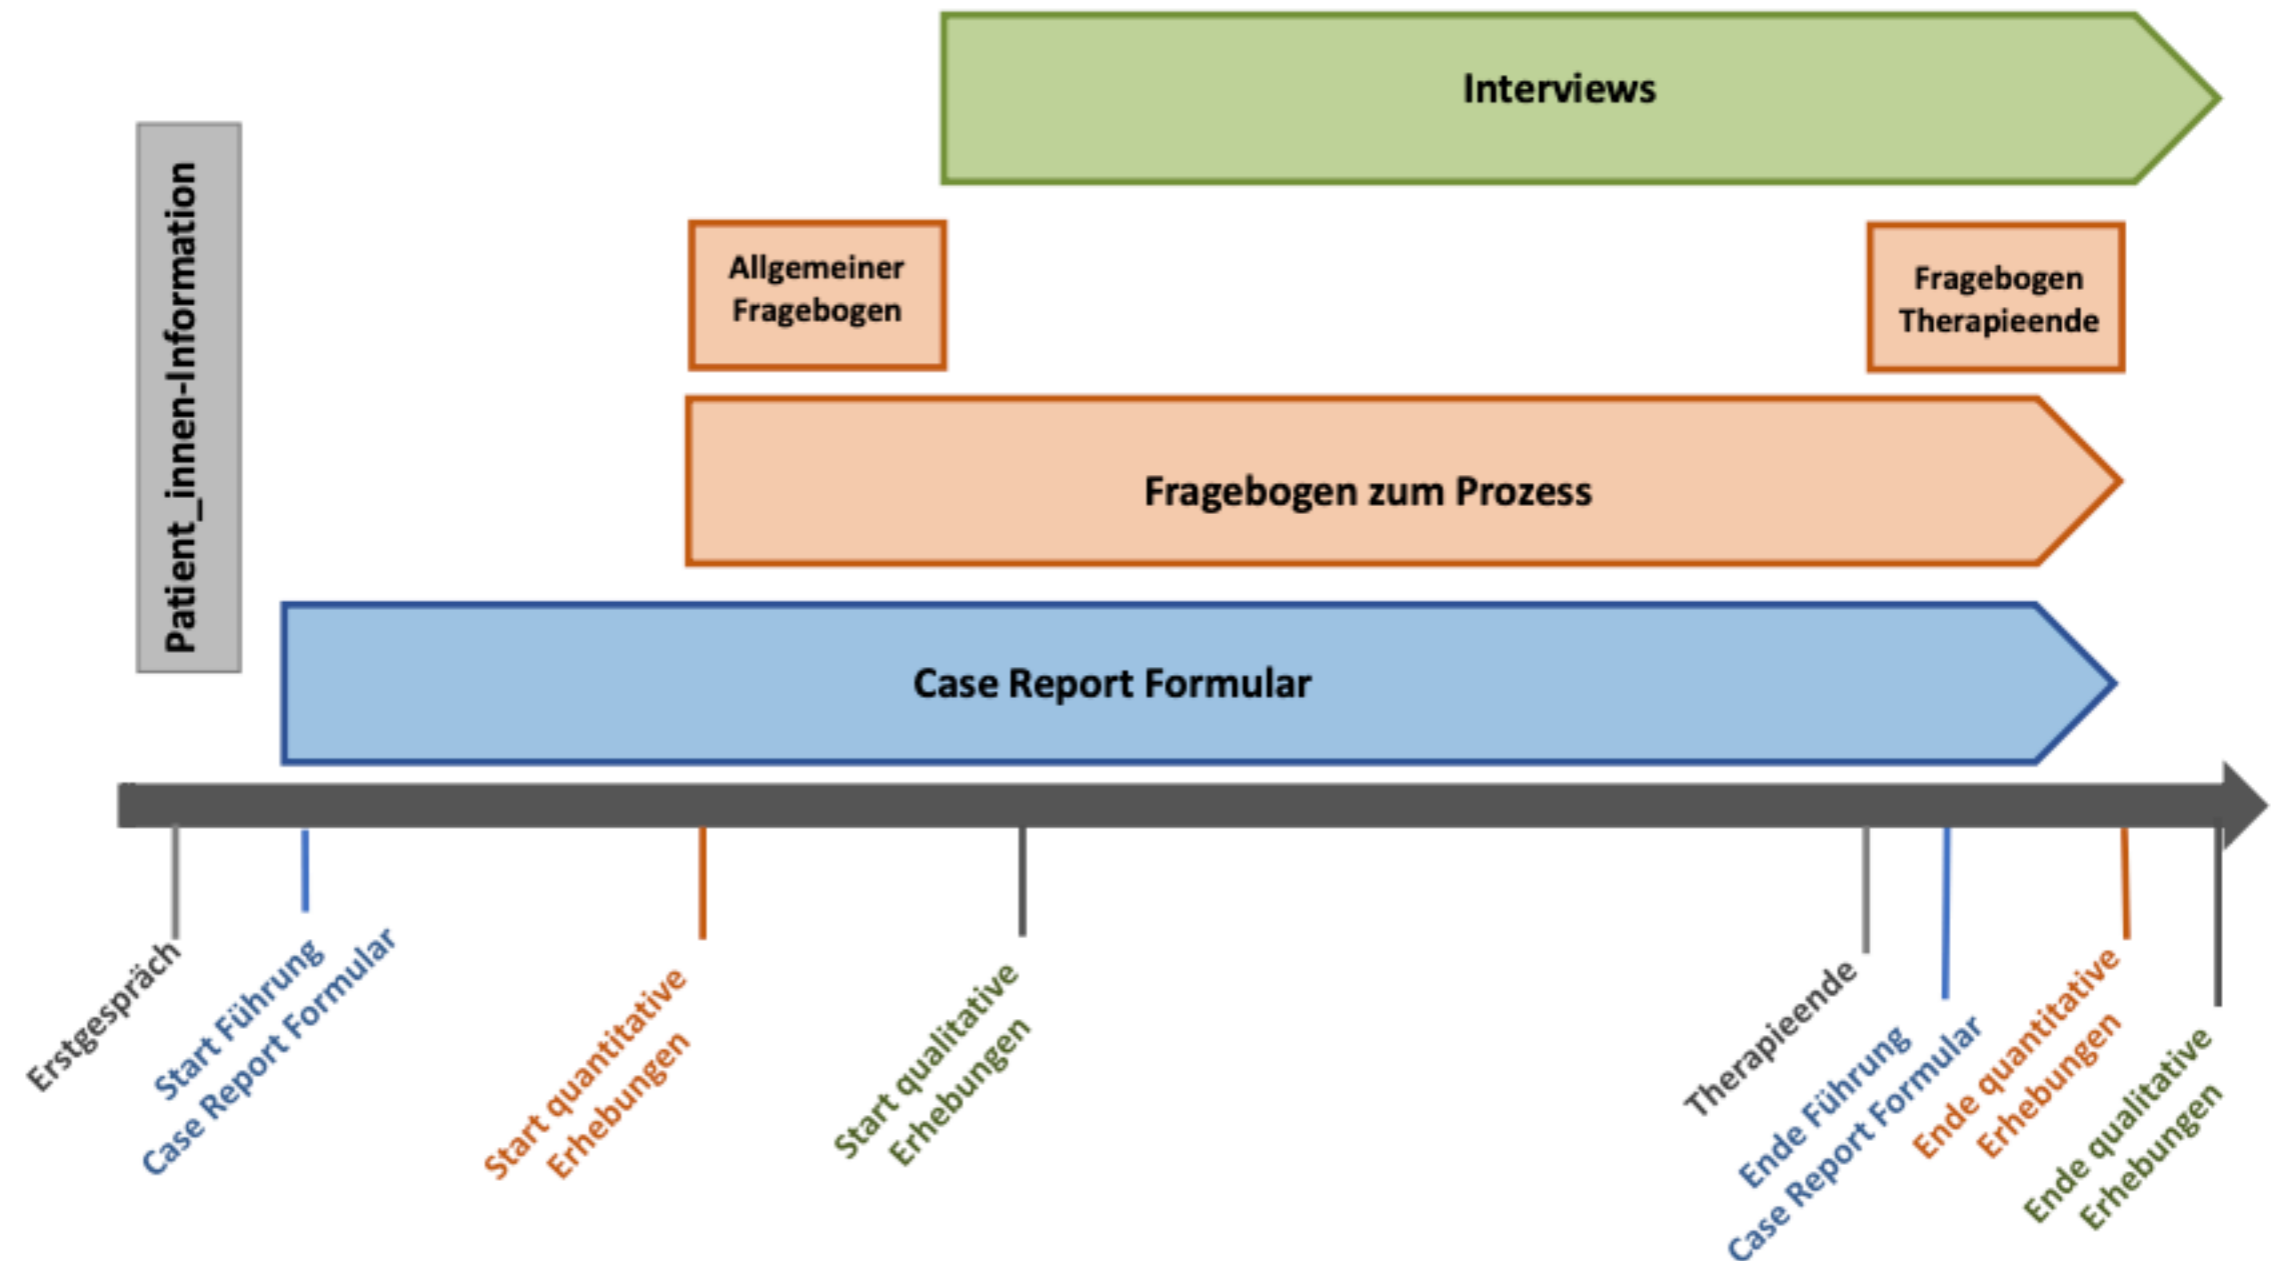 Interviews
Patient_innen-Information
Allgemeiner
Fragebogen
Fragebogen
Therapieende
Fragebogen zum Prozess
Case Report Formular
Erstgespräch
Start Führung
Case Report Formular
Start quantitative
Erhebungen
Start qualitative
Erhebungen
Therapieende
Ende Führung
Case Report Formular
Ende quantitative
Erhebungen
Ende qualitative
Erhebungen